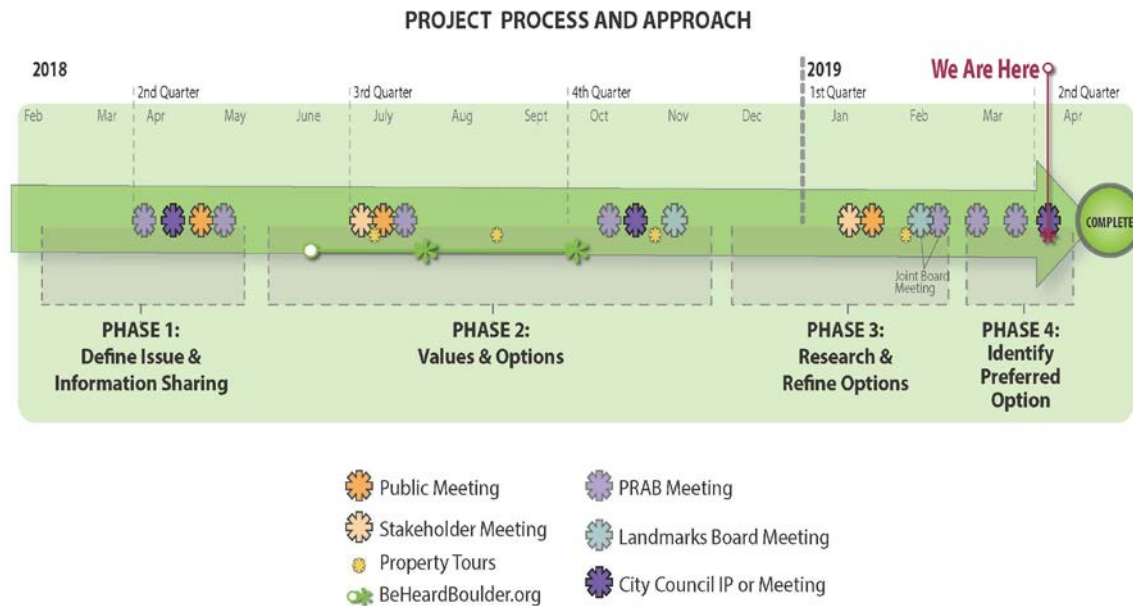 PROJECT PROCESS AND APPROACH
2018
2019
We Are Here
2nd Quarter
3rd Quarter
4th Quarter
1st Quarter
2nd Quarter
Feb
Mar
Apr
May
June
July
Aug
Sept
Oct
Nov
Dec
Jan
Feb
Mar
Apr
COMPLETE
Joint Board
Meeting
PHASE 1:
Define Issue &
Information Sharing
PHASE 2:
Values & Options
PHASE 3:
Research &
Refine Options
PHASE 4:
Identify
Preferred
Option
Public Meeting
Stakeholder Meeting
Property Tours
BeHeardBoulder.org
PRAB Meeting
Landmarks Board Meeting
City Council IP or Meeting